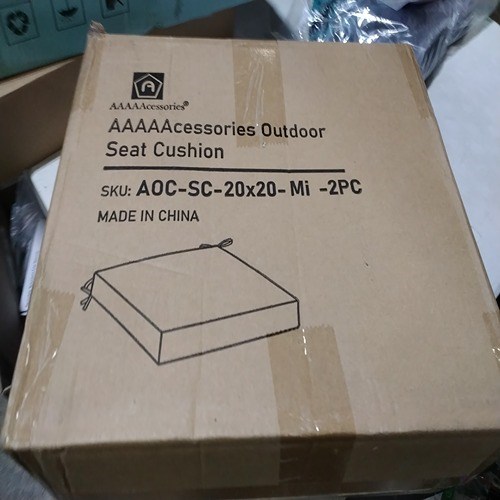 A
AAAAAcessories®
AAAAAcessories Outdoor
Seat Cushion
SKU: AOC-SC-20x20-Mi -2PC
MADE IN CHINA